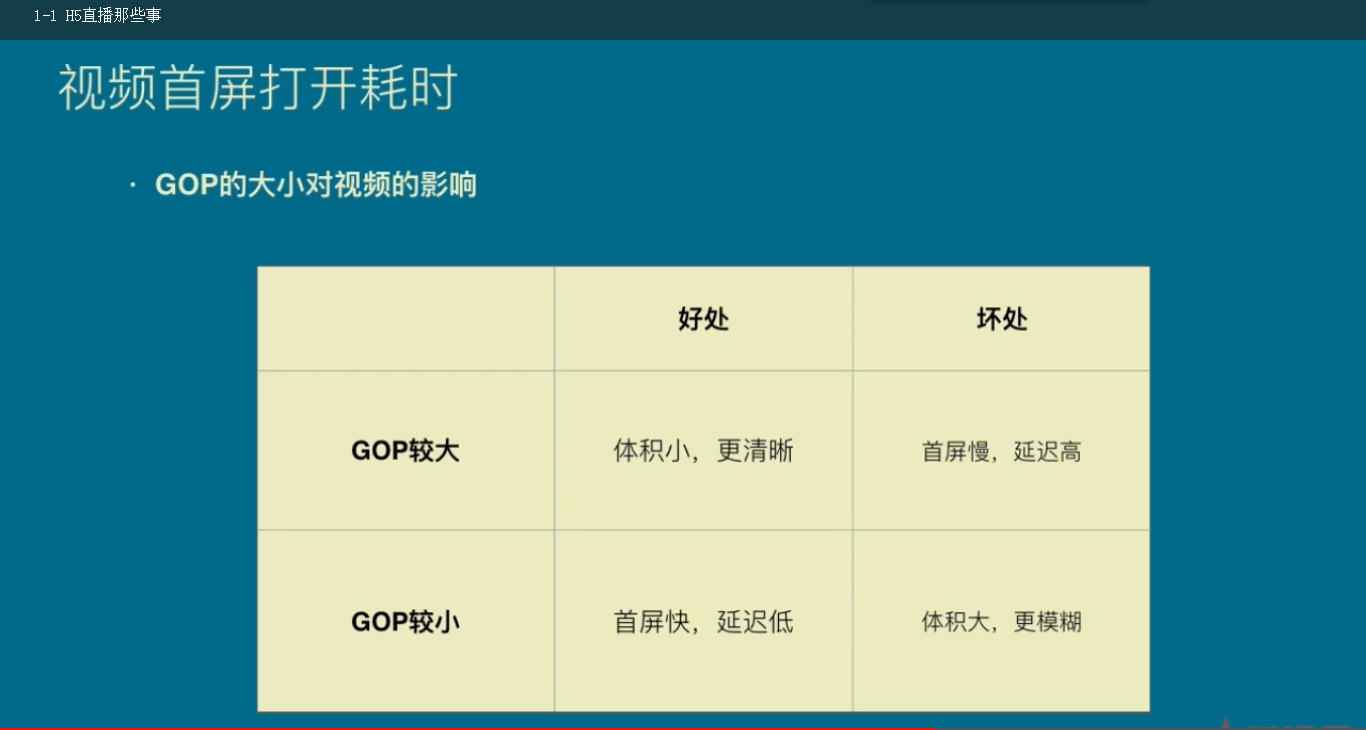 1-1 H5直播那些事
视频首屏打开耗时
· GOP的大小对视频的影响
好处 坏处
GOP较大 体积小，更清晰 首屏慢，延迟高
GOP较小 首屏快，延迟低 体积大，更模糊